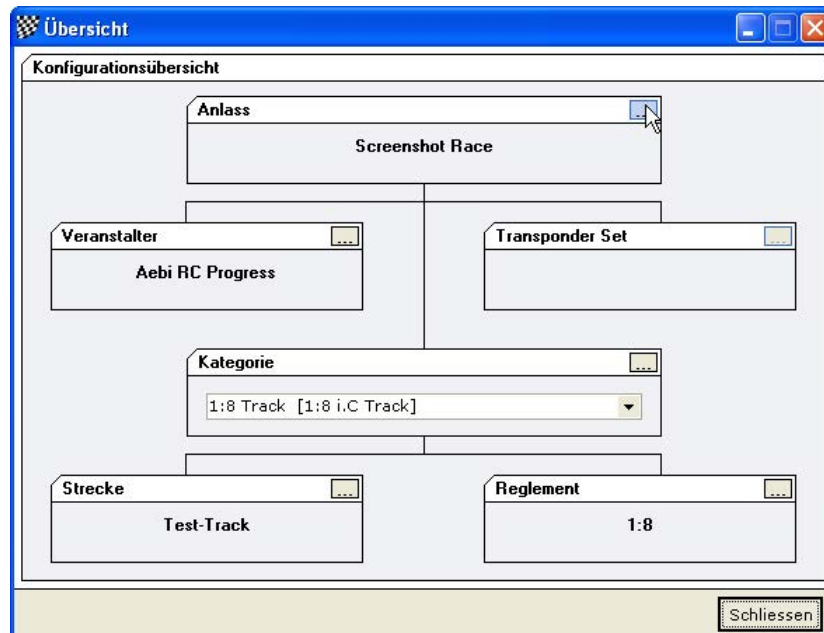 Übersicht
Konfigurationsübersicht
Anlass ...
Screenshot Race
Veranstalter ...
Transponder Set ...
Aebi RC Progress
Kategorie ...
1:8 Track [1:8 i.C Track]
Strecke ...
Reglement ...
Test-Track
1:8
Schliessen